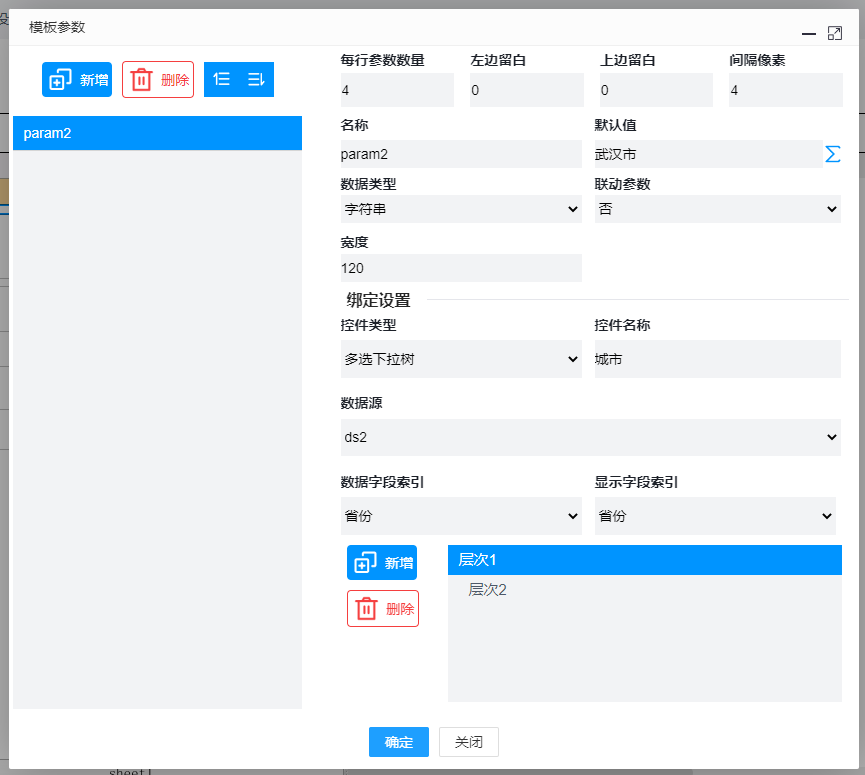 设
模板参数
新增
删除
param2
每行参数数量
左边留白
上边留白
间隔像素
4
0
0
4
名称
默认值
param2
武汉市
数据类型
联动参数
字符串
否
宽度
120
绑定设置
控件类型
控件名称
多选下拉树
城市
数据源
ds2
数据字段索引
显示字段索引
省份
省份
新增
删除
层次1
层次2
确定
关闭
sheet1